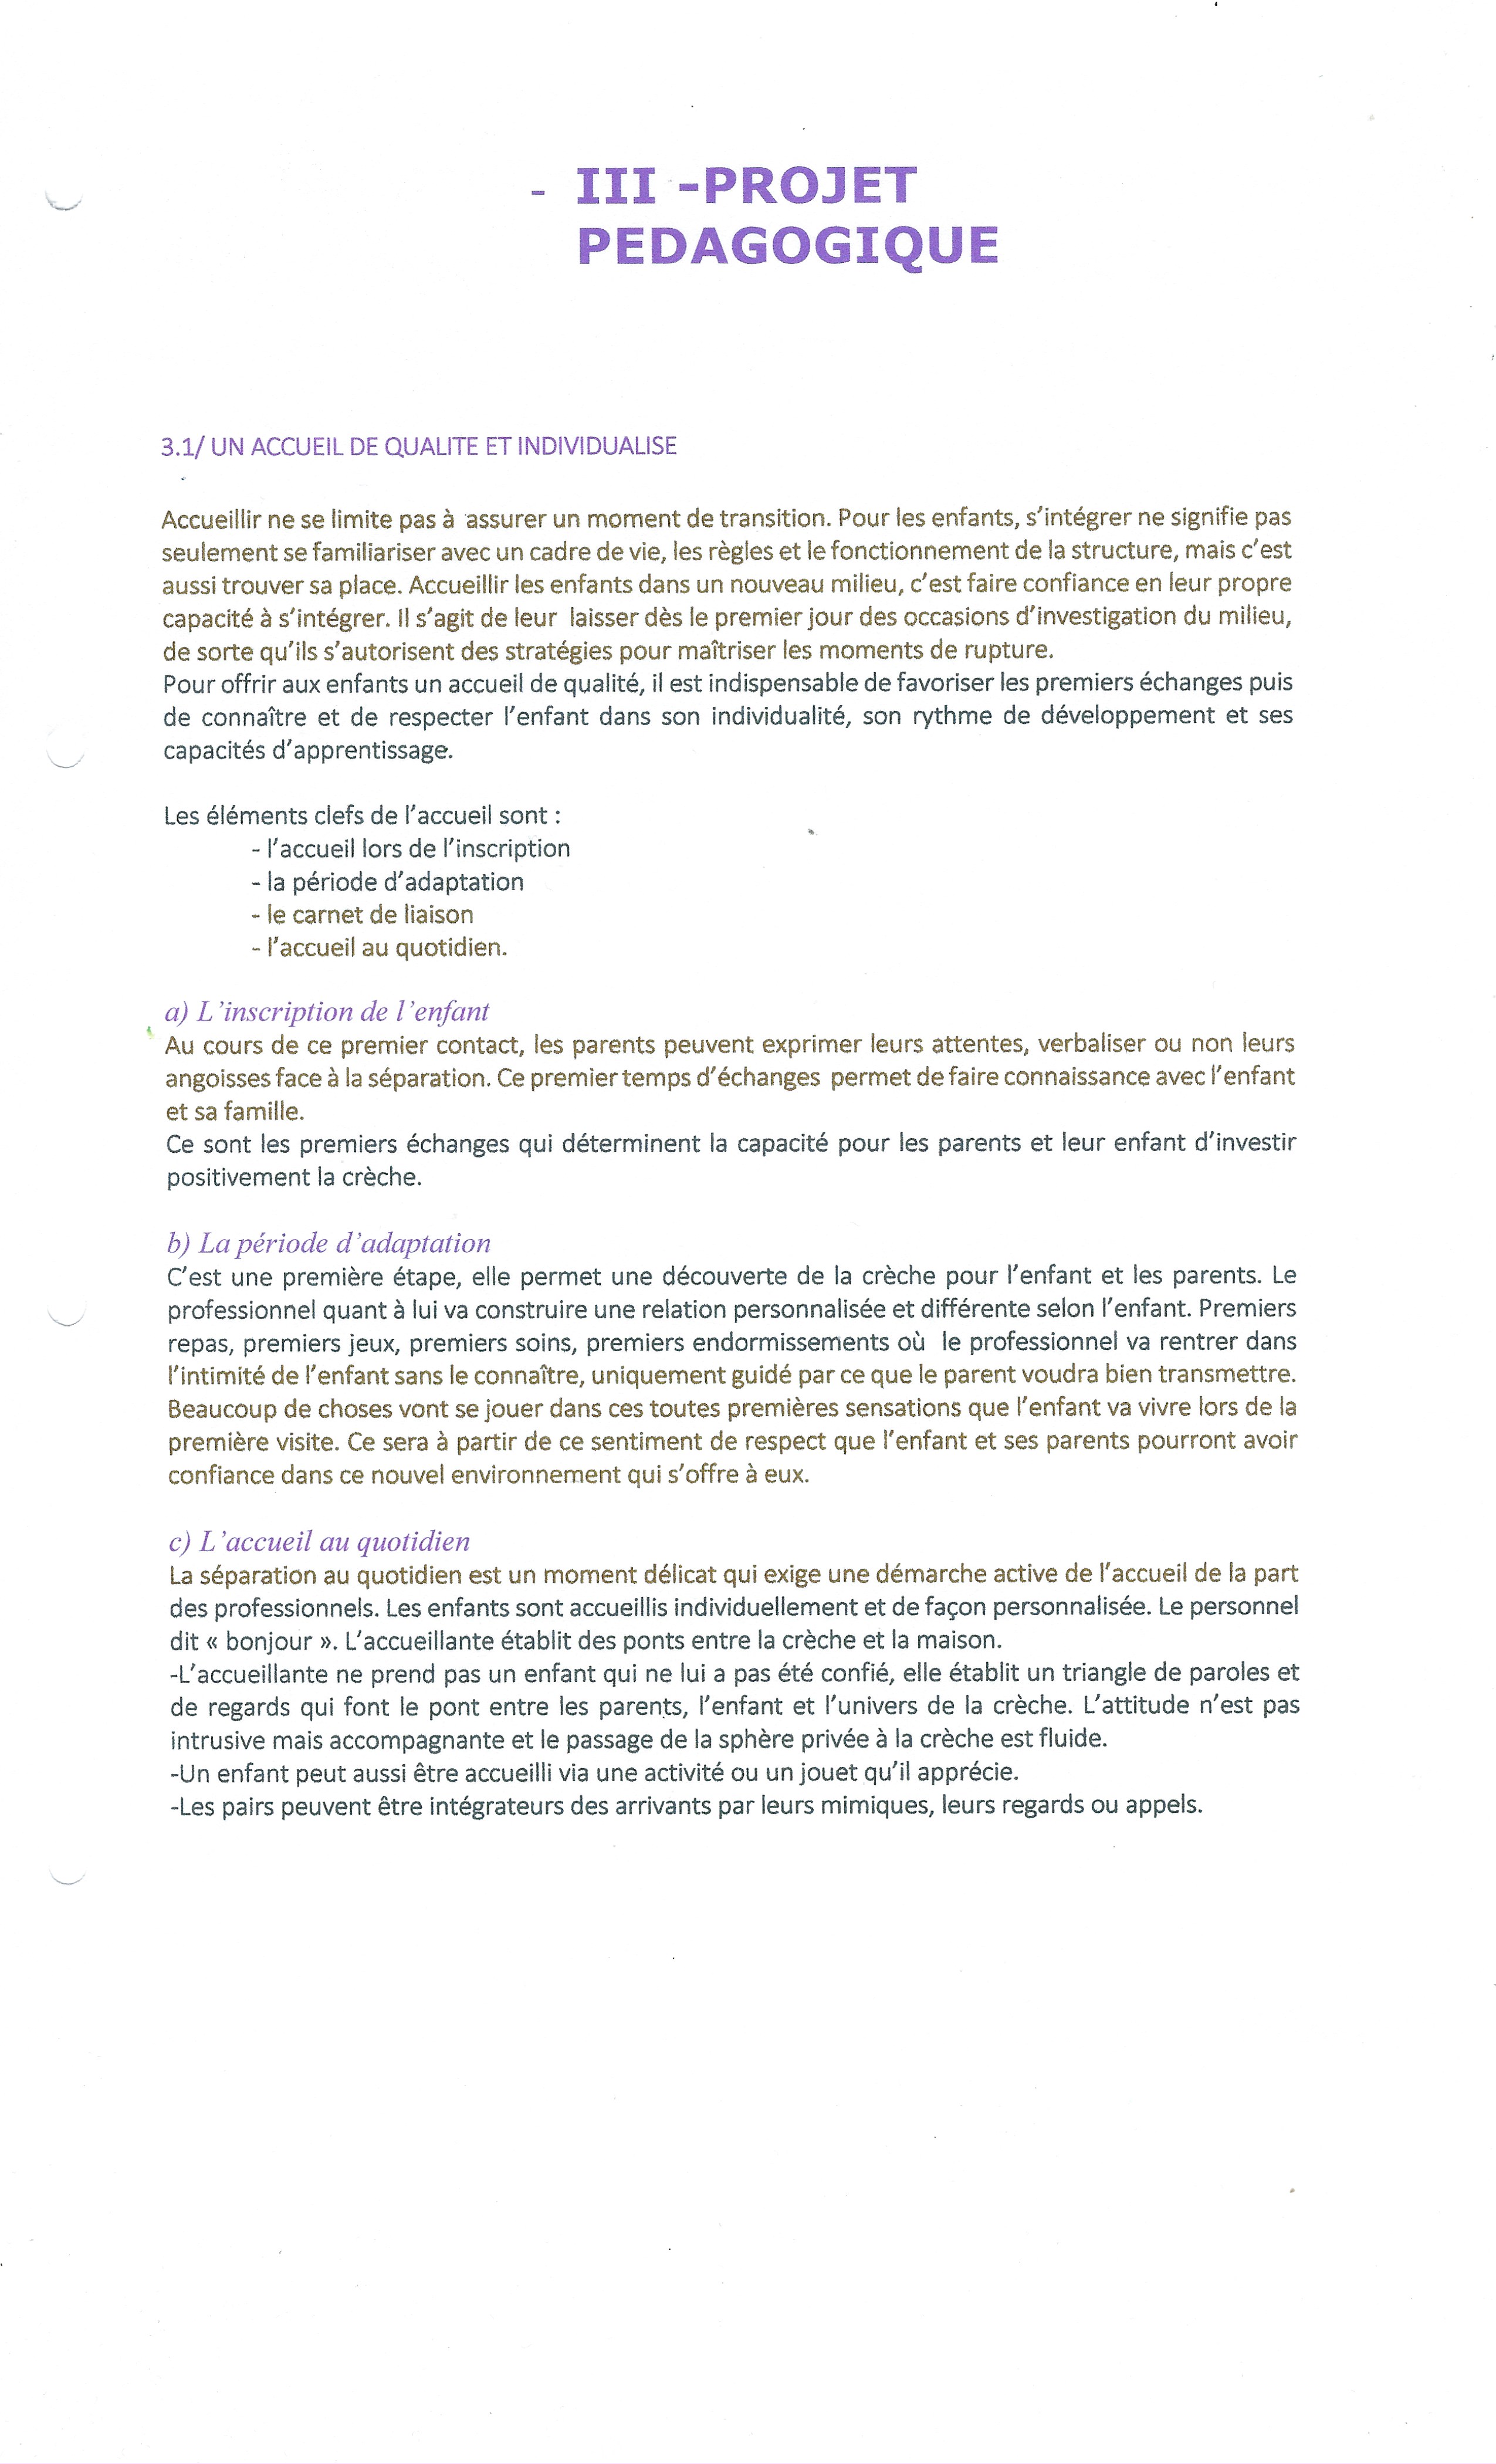 - III -PROJET
PEDAGOGIQUE
3.1/ UN ACCUEIL DE QUALITE ET INDIVIDUALISE
Accueillir ne se limite pas à assurer un moment de transition. Pour les enfants, s'intégrer ne signifie pas
seulement se familiariser avec un cadre de vie, les règles et le fonctionnement de la structure, mais c'est
aussi trouver sa place. Accueillir les enfants dans un nouveau milieu, c'est faire confiance en leur propre
capacité à s'intégrer. Il s'agit de leur laisser dès le premier jour des occasions d'investigation du milieu,
de sorte qu'ils s'autorisent des stratégies pour maîtriser les moments de rupture.
Pour offrir aux enfants un accueil de qualité, il est indispensable de favoriser les premiers échanges puis
de connaître et de respecter l'enfant dans son individualité, son rythme de développement et ses
capacités d'apprentissage.
Les éléments clefs de l'accueil sont :
- l'accueil lors de l'inscription
- la période d'adaptation
- le carnet de liaison
- l'accueil au quotidien.
a) L'inscription de l'enfant
Au cours de ce premier contact, les parents peuvent exprimer leurs attentes, verbaliser ou non leurs
angoisses face à la séparation. Ce premier temps d'échanges permet de faire connaissance avec l'enfant
et sa famille.
Ce sont les premiers échanges qui déterminent la capacité pour les parents et leur enfant d'investir
positivement la crèche.
b) La période d'adaptation
C'est une première étape, elle permet une découverte de la crèche pour l'enfant et les parents. Le
professionnel quant à lui va construire une relation personnalisée et différente selon l'enfant. Premiers
repas, premiers jeux, premiers soins, premiers endormissements où le professionnel va rentrer dans
l'intimité de l'enfant sans le connaître, uniquement guidé par ce que le parent voudra bien transmettre.
Beaucoup de choses vont se jouer dans ces toutes premières sensations que l'enfant va vivre lors de la
première visite. Ce sera à partir de ce sentiment de respect que l'enfant et ses parents pourront avoir
confiance dans ce nouvel environnement qui s'offre à eux.
c) L'accueil au quotidien
La séparation au quotidien est un moment délicat qui exige une démarche active de l'accueil de la part
des professionnels. Les enfants sont accueillis individuellement et de façon personnalisée. Le personnel
dit « bonjour ». L'accueillante établit des ponts entre la crèche et la maison.
-L'accueillante ne prend pas un enfant qui ne lui a pas été confié, elle établit un triangle de paroles et
de regards qui font le pont entre les parents, l'enfant et l'univers de la crèche. L'attitude n'est pas
intrusive mais accompagnante et le passage de la sphère privée à la crèche est fluide.
-Un enfant peut aussi être accueilli via une activité ou un jouet qu'il apprécie.
-Les pairs peuvent être intégrateurs des arrivants par leurs mimiques, leurs regards ou appels.